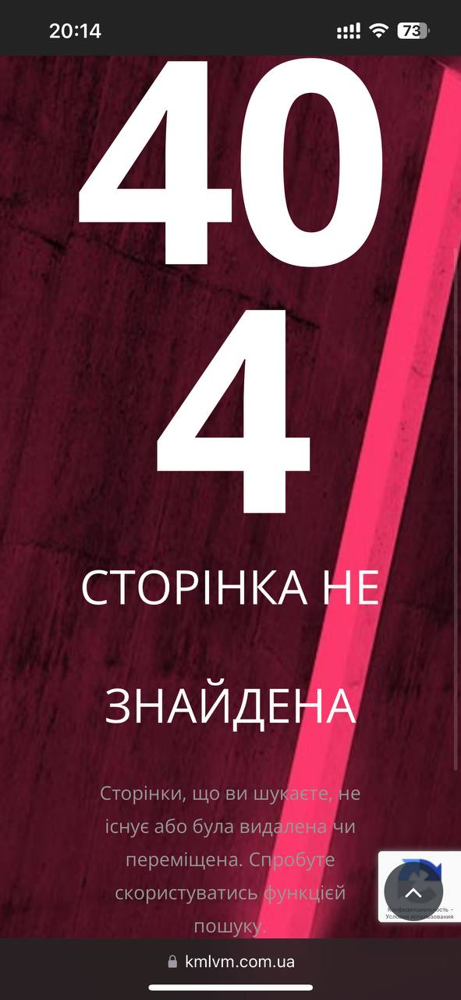 20:14
73
40
4
СТОРІНКА НЕ
ЗНАЙДЕНА
Сторінки, що ви шукаєте, не
існує або була видалена чи
переміщена. Спробуте
скористуватись функцією
пошуку.
Конфиденциальность -
Условия использования
kmlvm.com.ua